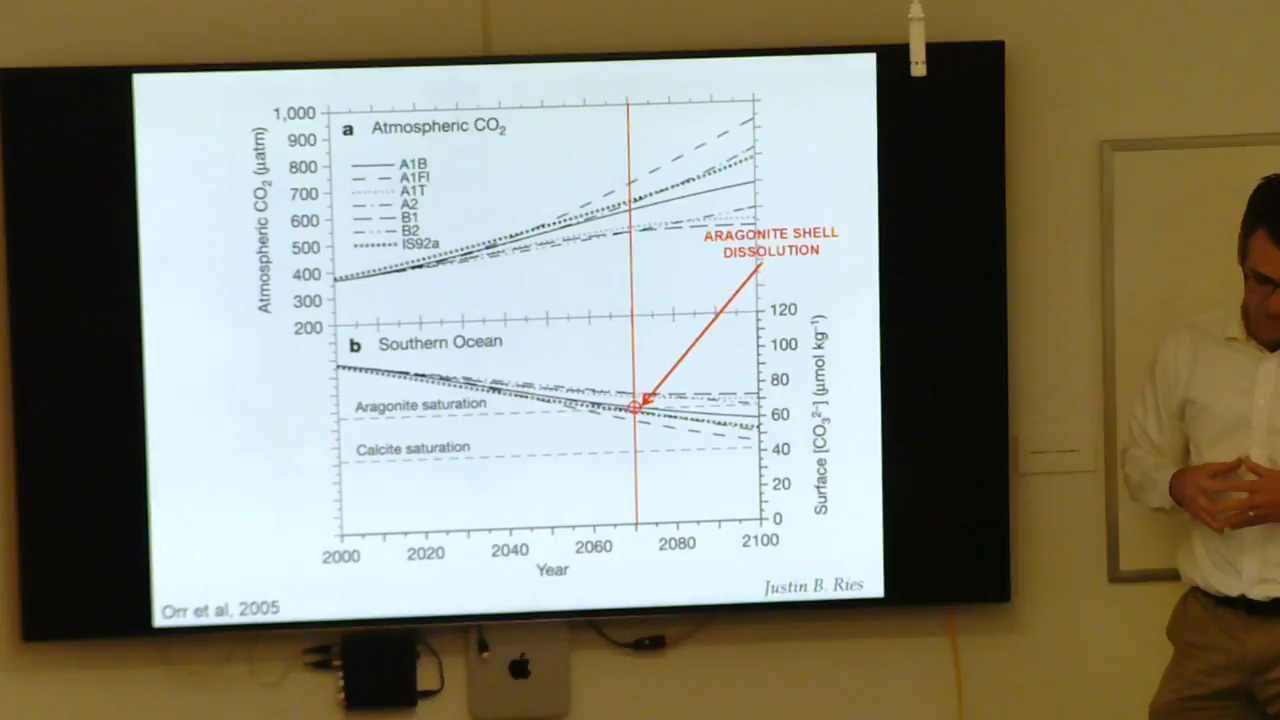 a Atmospheric CO₂
Atmospheric CO₂ (µatm)
1,000
900
800
700
600
500
400
300
200
A1B
A1FI
A1T
A2
B1
B2
IS92a
ARAGONITE SHELL
DISSOLUTION
b Southern Ocean
Aragonite saturation
Calcite saturation
120
100
80
60
40
20
0
Surface [CO₃²⁻] (µmol kg⁻¹)
2000 2020 2040 2060 2080 2100
Year
Justin B. Ries
Orr et al, 2005